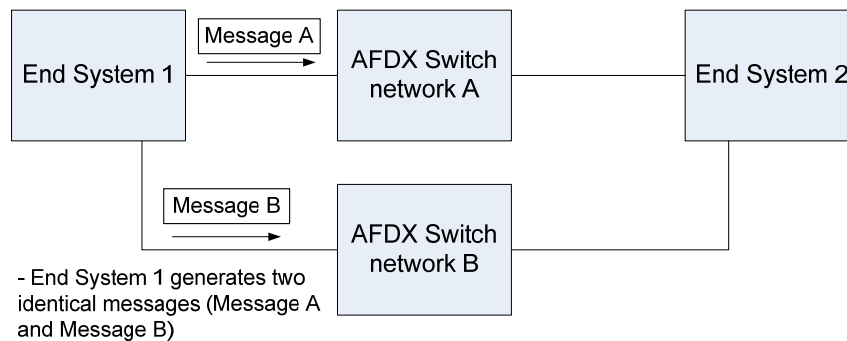 End System 1
Message A
AFDX Switch
network A
End System 2
Message B
AFDX Switch
network B
- End System 1 generates two
identical messages (Message A
and Message B)